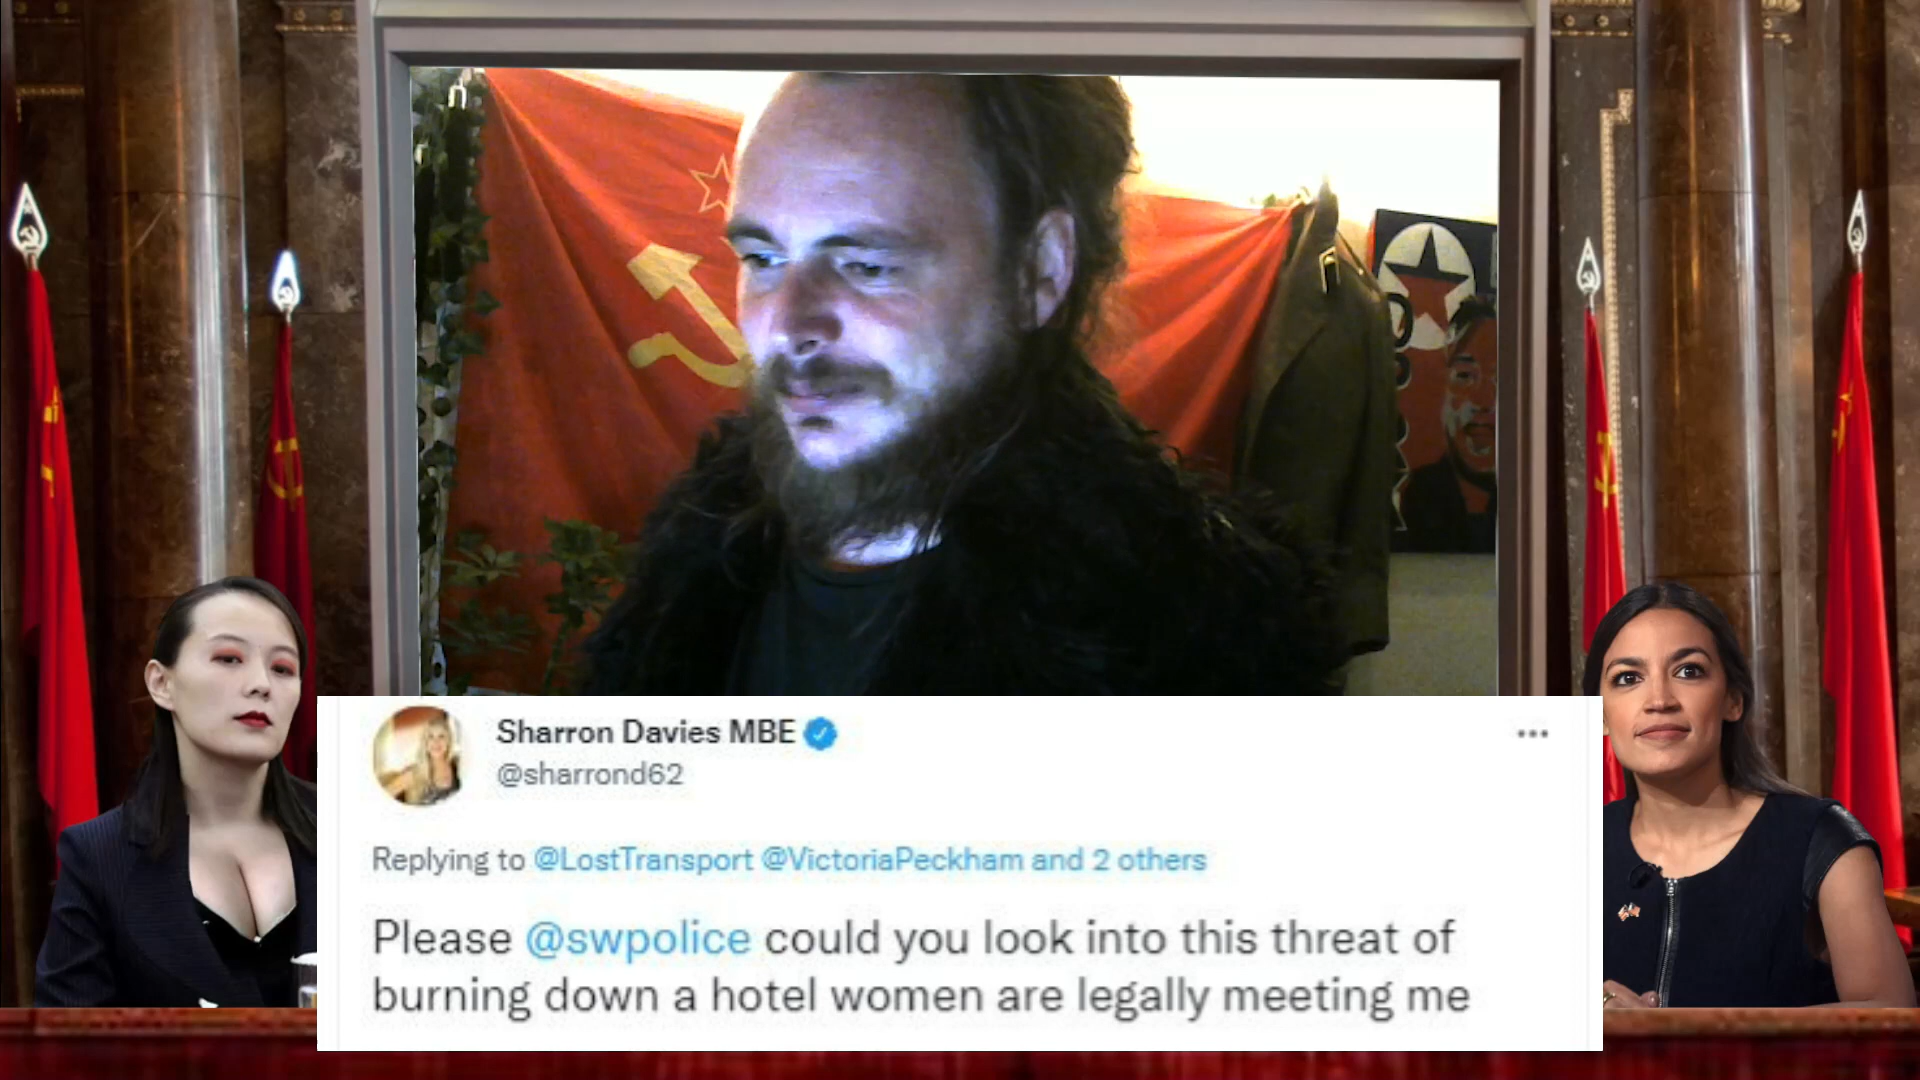 Sharron Davies MBE
@sharrond62
Replying to @LostTransport @VictoriaPeckham and 2 others
Please @swpolice could you look into this threat of
burning down a hotel women are legally meeting me